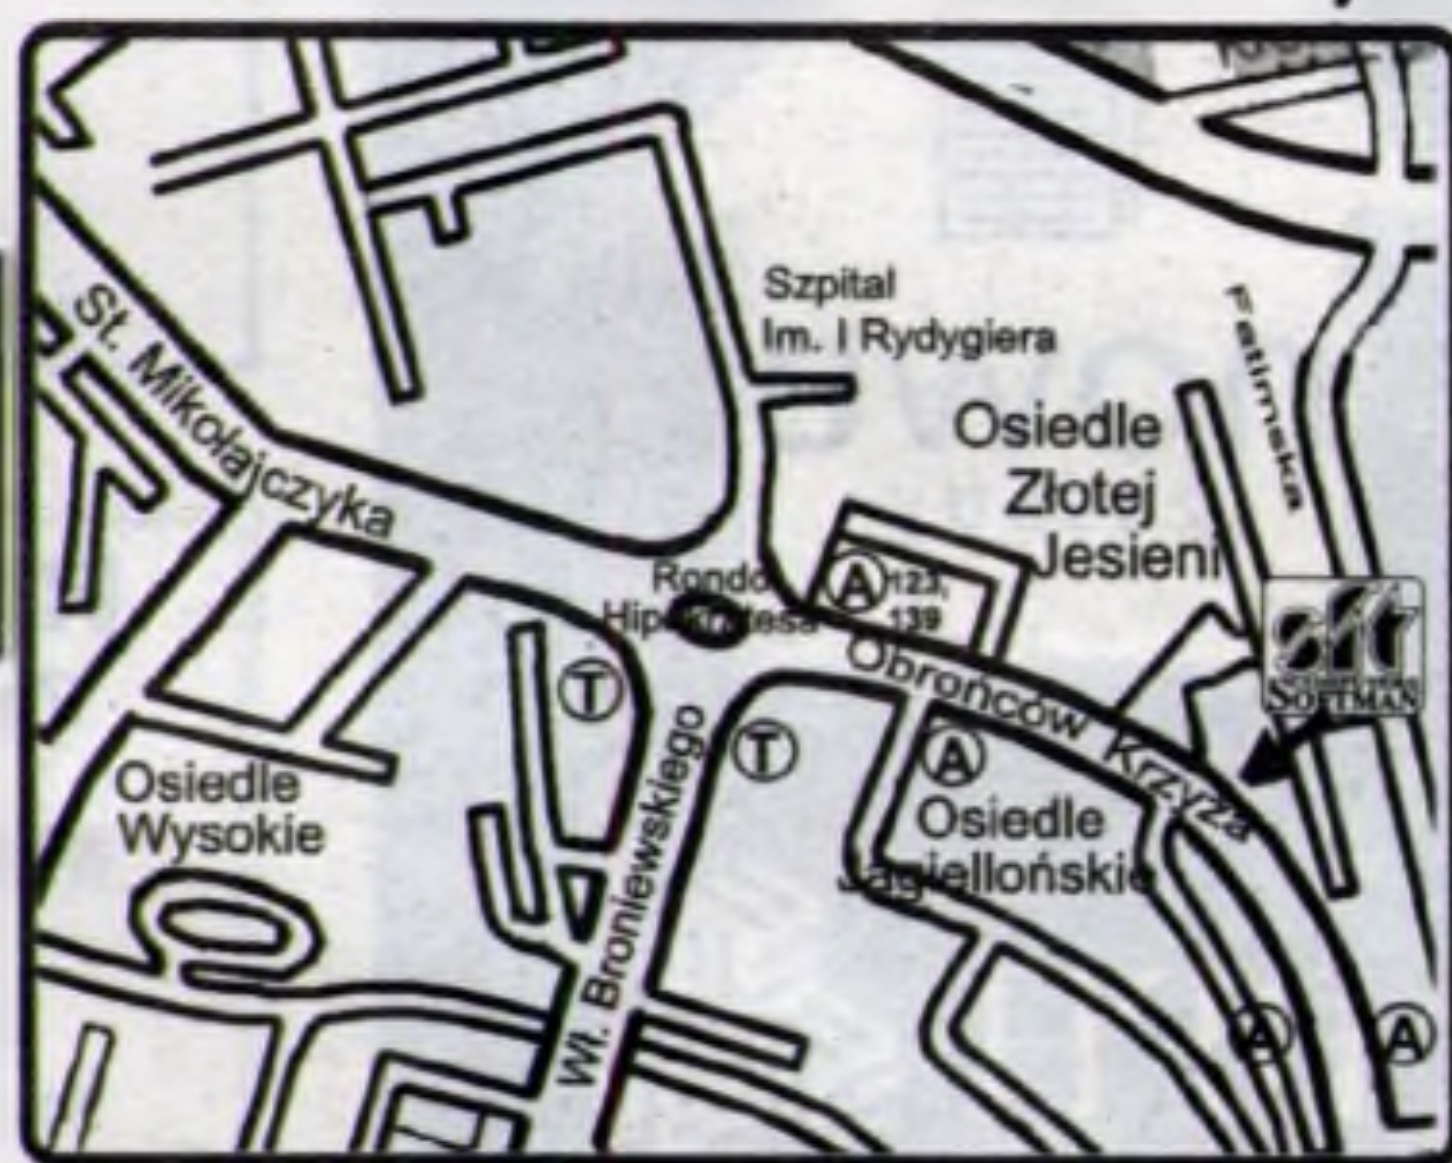 Szpital
Im. I Rydygiera
Fatimska
Osiedle
Złotej
Jesieni
St. Mikołajczyka
Rondo
Hipokratesa
A 123,
139
Obrońców Krzyża
SOFTMAN
T
T
A
Osiedle
Jagiellońskie
Osiedle
Wysokie
Wł. Broniewskiego
A
A